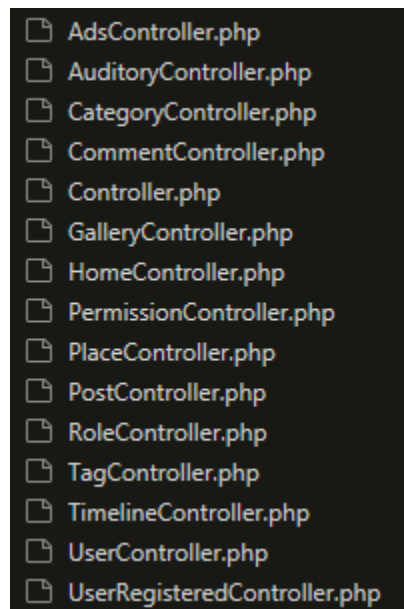 AdsController.php
AuditoryController.php
CategoryController.php
CommentController.php
Controller.php
GalleryController.php
HomeController.php
PermissionController.php
PlaceController.php
PostController.php
RoleController.php
TagController.php
TimelineController.php
UserController.php
UserRegisteredController.php